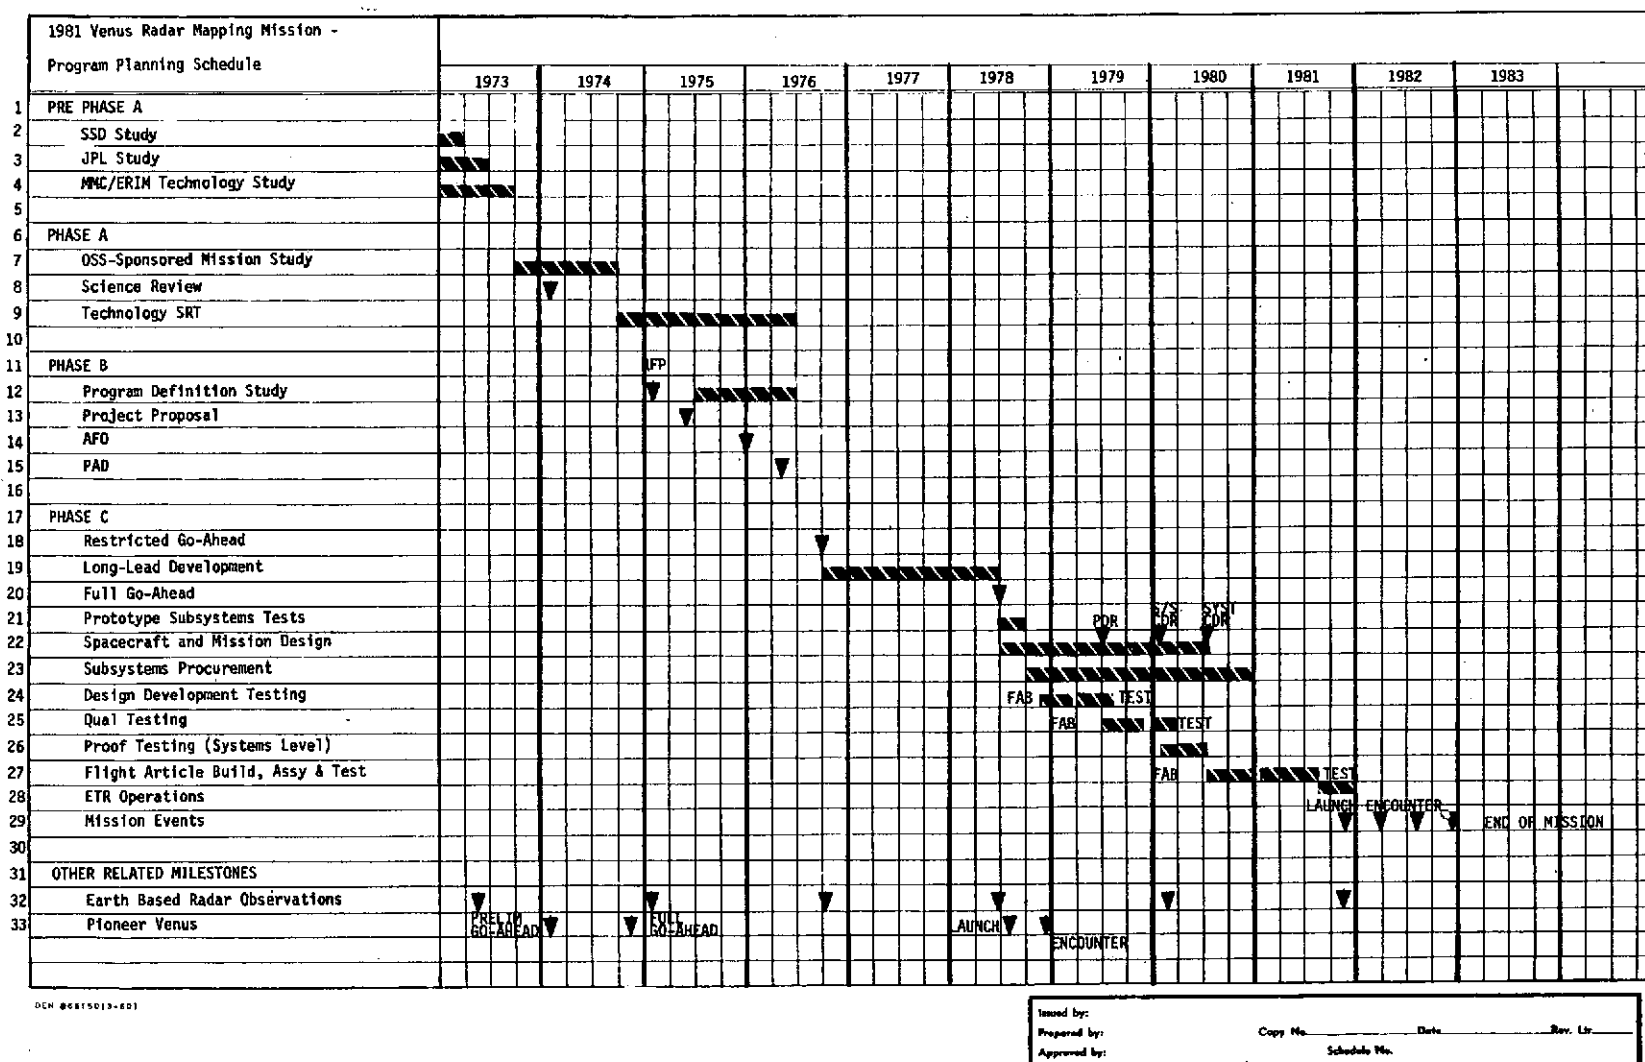 1981 Venus Radar Mapping Mission -
Program Planning Schedule
1973 1974 1975 1976 1977 1978 1979 1980 1981 1982 1983
1 PRE PHASE A
2 SSD Study
3 JPL Study
4 MMC/ERIM Technology Study
5
6 PHASE A
7 OSS-Sponsored Mission Study
8 Science Review
9 Technology SRT
10
11 PHASE B RFP
12 Program Definition Study
13 Project Proposal
14 AFO
15 PAD
16
17 PHASE C
18 Restricted Go-Ahead
19 Long-Lead Development
20 Full Go-Ahead
S/S SYST
21 Prototype Subsystems Tests PDR CDR CDR
22 Spacecraft and Mission Design
23 Subsystems Procurement
24 Design Development Testing FAB TEST
25 Qual Testing FAB TEST
26 Proof Testing (Systems Level)
27 Flight Article Build, Assy & Test FAB TEST
28 ETR Operations
LAUNCH ENCOUNTER
29 Mission Events END OF MISSION
30
31 OTHER RELATED MILESTONES
32 Earth Based Radar Observations
33 Pioneer Venus PRELIM GO-AHEAD FULL GO-AHEAD LAUNCH
ENCOUNTER
Issued by:
Prepared by: Copy No. Date Rev. Ltr.
Approved by: Schedule No.